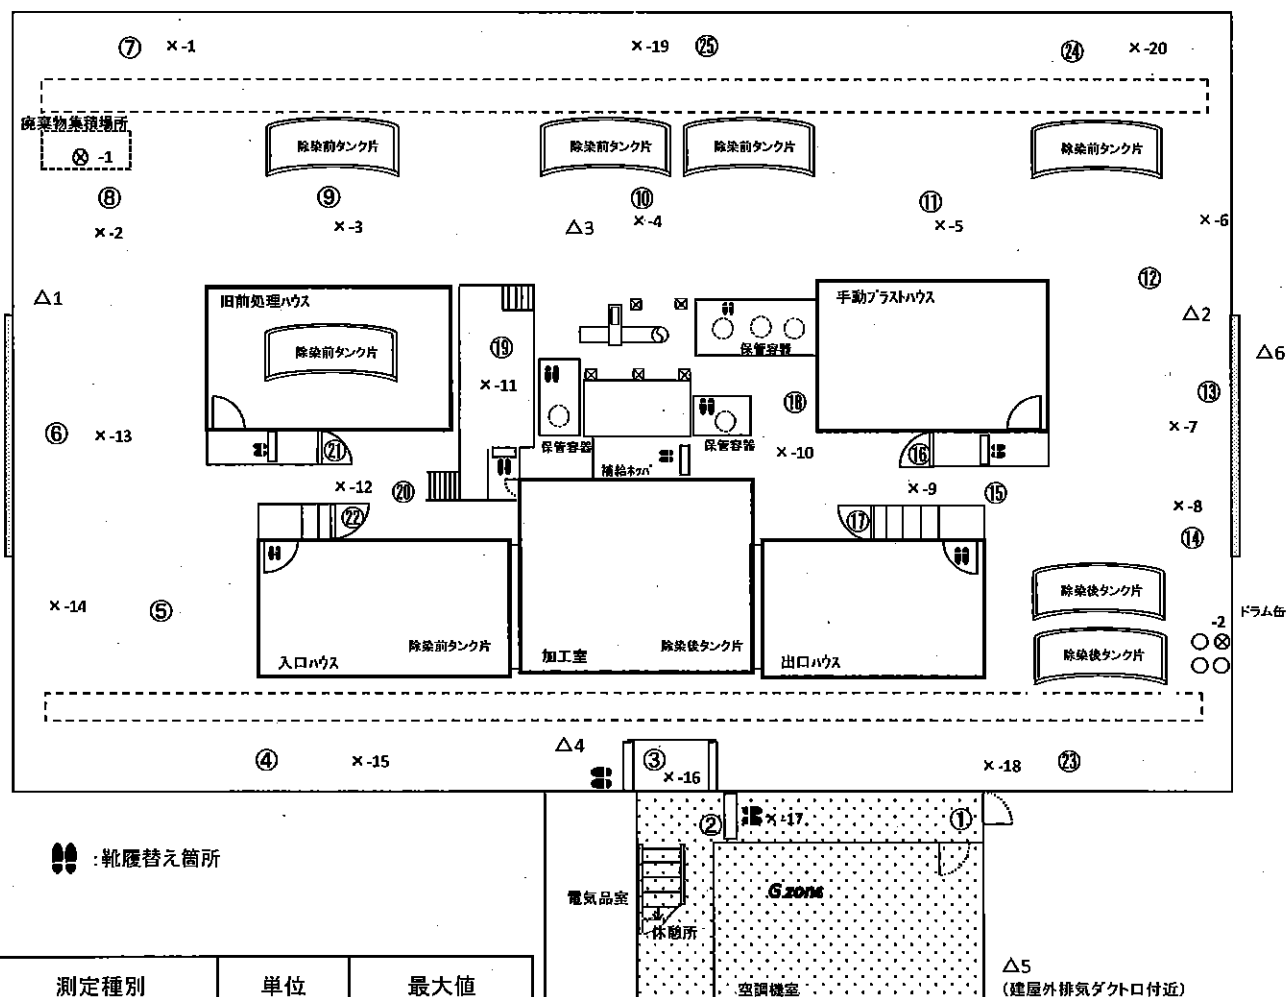 ⑦ ×-1 ×-19 ㉕ ㉔ ×-20
廃棄物集積場所
⊗ -1
除染前タンク片 除染前タンク片 除染前タンク片 除染前タンク片
⑧ ⑨ ⑩ ⑪
×-2 ×-3 △3 ×-4 ×-5 ×-6
⑫
△1 旧前処理ハウス 手動ブラストハウス △2
除染前タンク片 ⑲ 保管容器 △6
×-11 ⑱ ⑬
⑥ ×-13 ×-7
㉑ 保管容器 保管容器 ×-10 ⑯
補給ホッパ
×-12 ⑳ ×-9 ⑮ ×-8
㉒ ⑰ ⑭
除染後タンク片
×-14 ⑤ ドラム缶
-2
除染前タンク片 除染後タンク片 除染後タンク片
入口ハウス 加工室 出口ハウス
④ ×-15 △4 ③ ×-16 ×-18 ㉓
② ×-17 ①
:靴履替え箇所
電気品室 G zone
休憩所
測定種別 単位 最大値
空調機室
△5
(建屋外排気ダクト口付近)